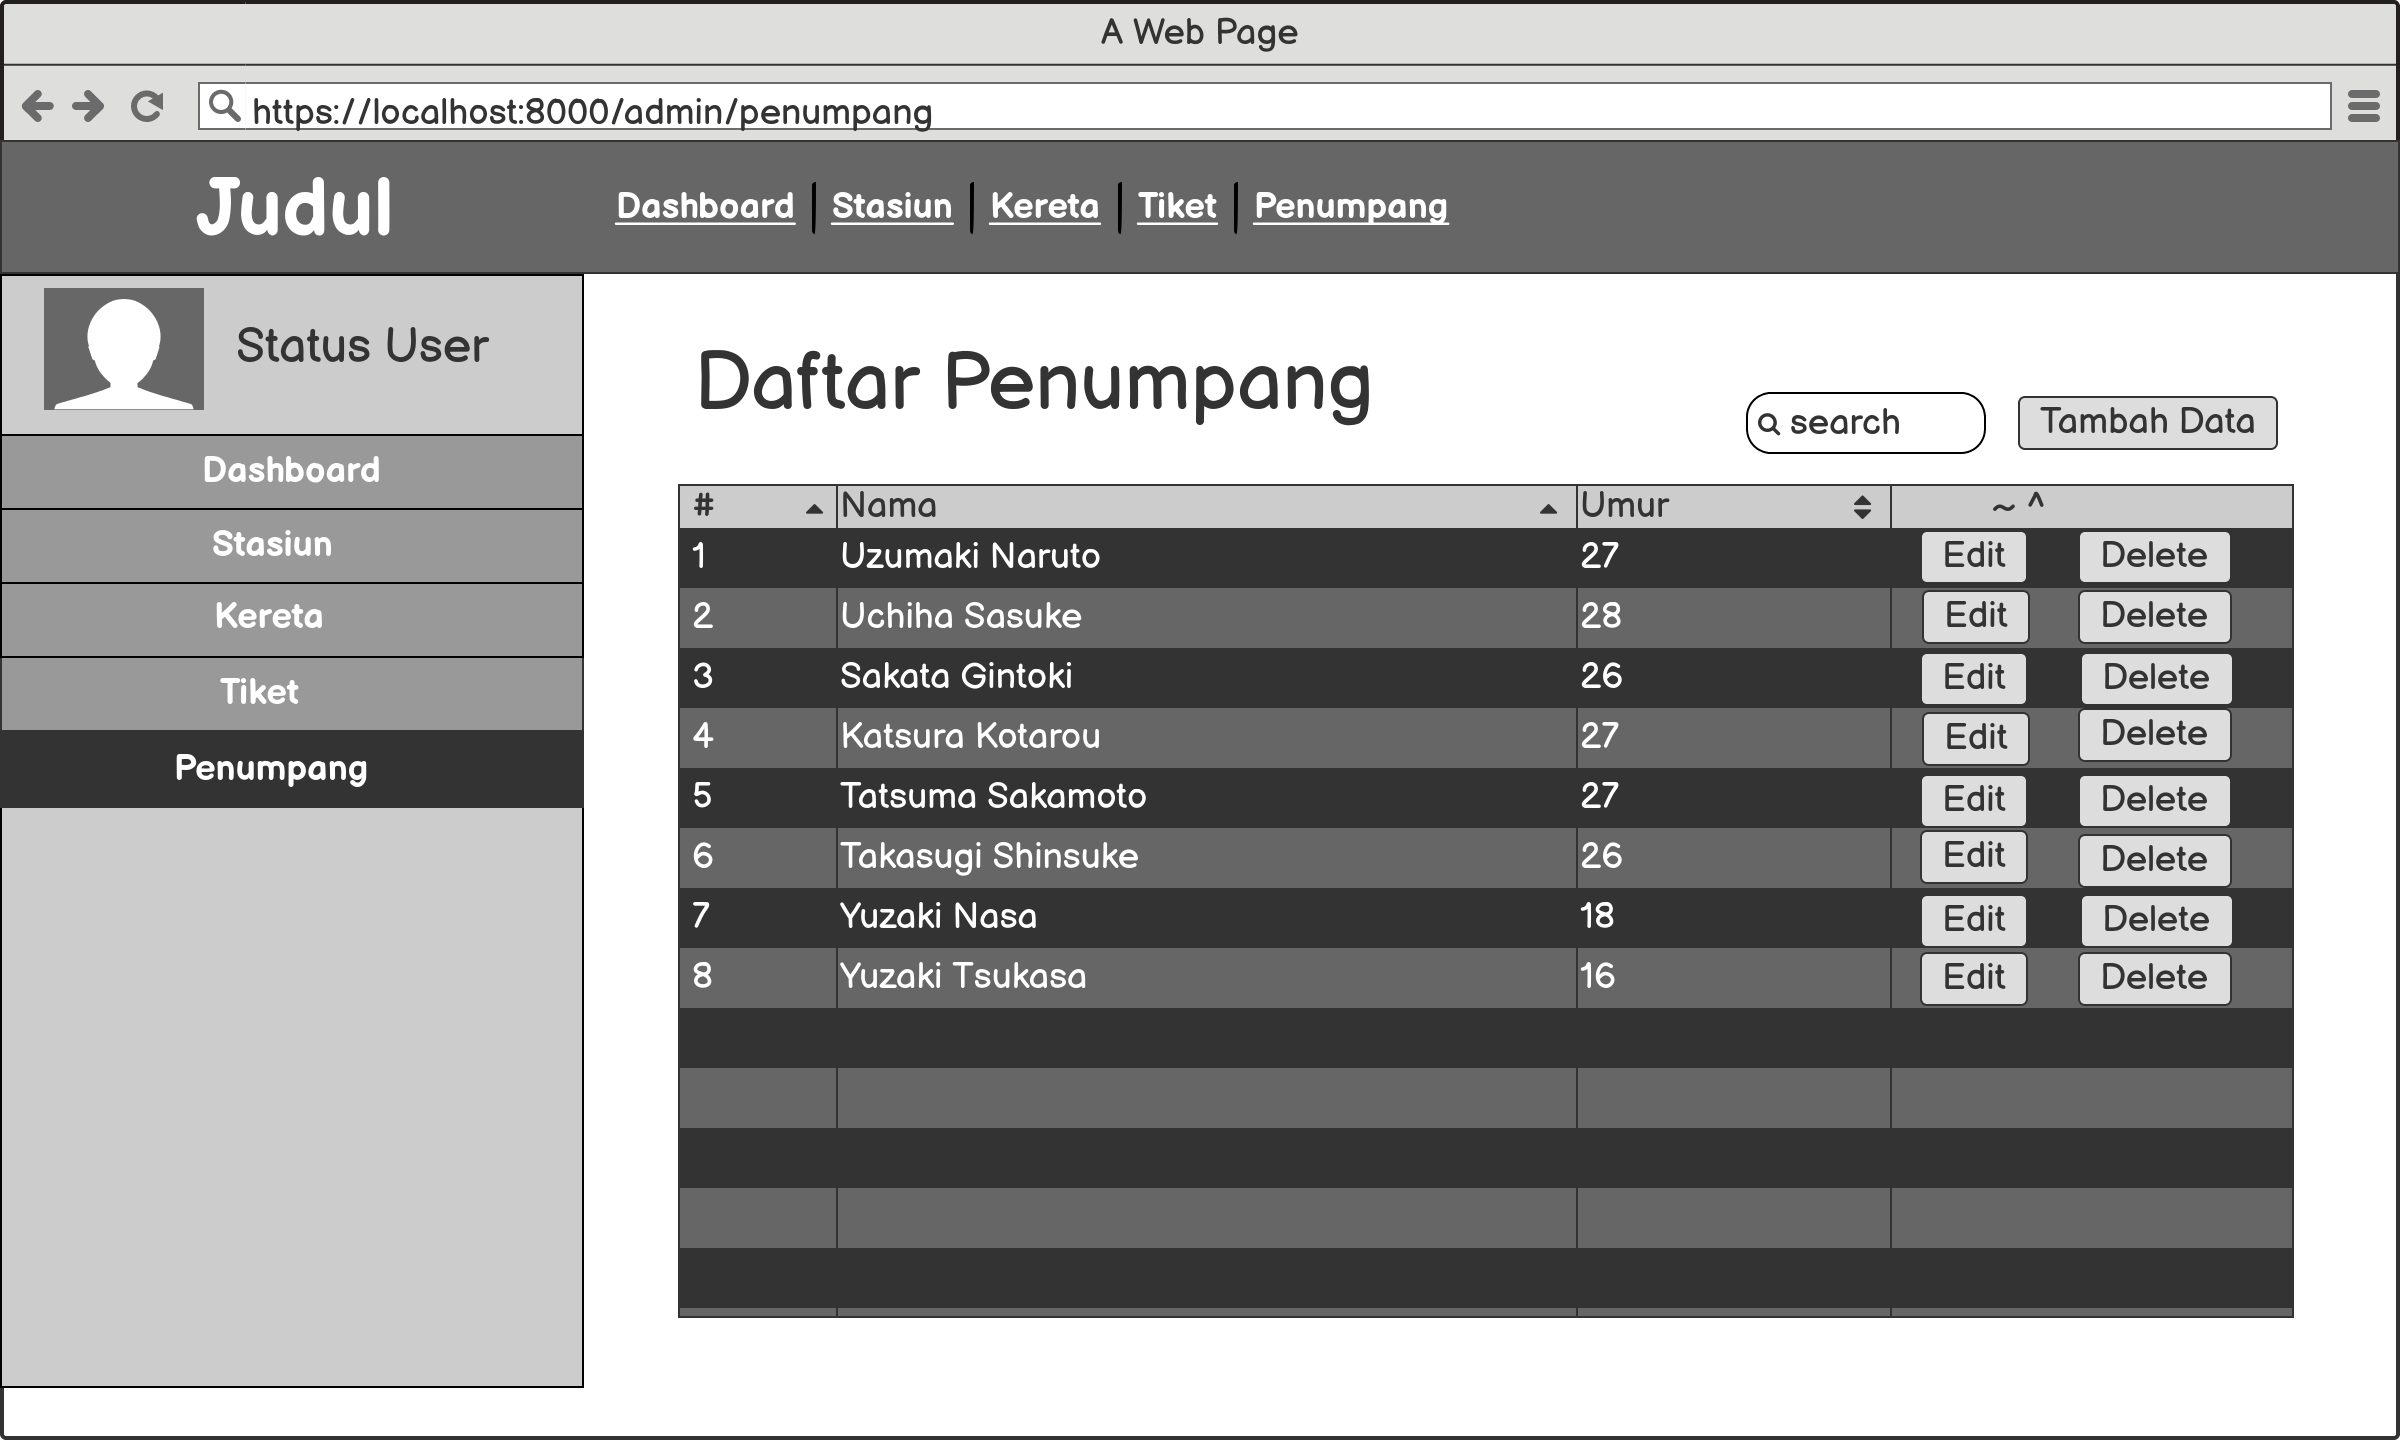 A Web Page
https://localhost:8000/admin/penumpang
Judul
Dashboard Stasiun Kereta Tiket Penumpang
Status User
Dashboard
Stasiun
Kereta
Tiket
Penumpang
Daftar Penumpang
search
Tambah Data
# Nama Umur ~ ^
1 Uzumaki Naruto 27 Edit Delete
2 Uchiha Sasuke 28 Edit Delete
3 Sakata Gintoki 26 Edit Delete
4 Katsura Kotarou 27 Edit Delete
5 Tatsuma Sakamoto 27 Edit Delete
6 Takasugi Shinsuke 26 Edit Delete
7 Yuzaki Nasa 18 Edit Delete
8 Yuzaki Tsukasa 16 Edit Delete